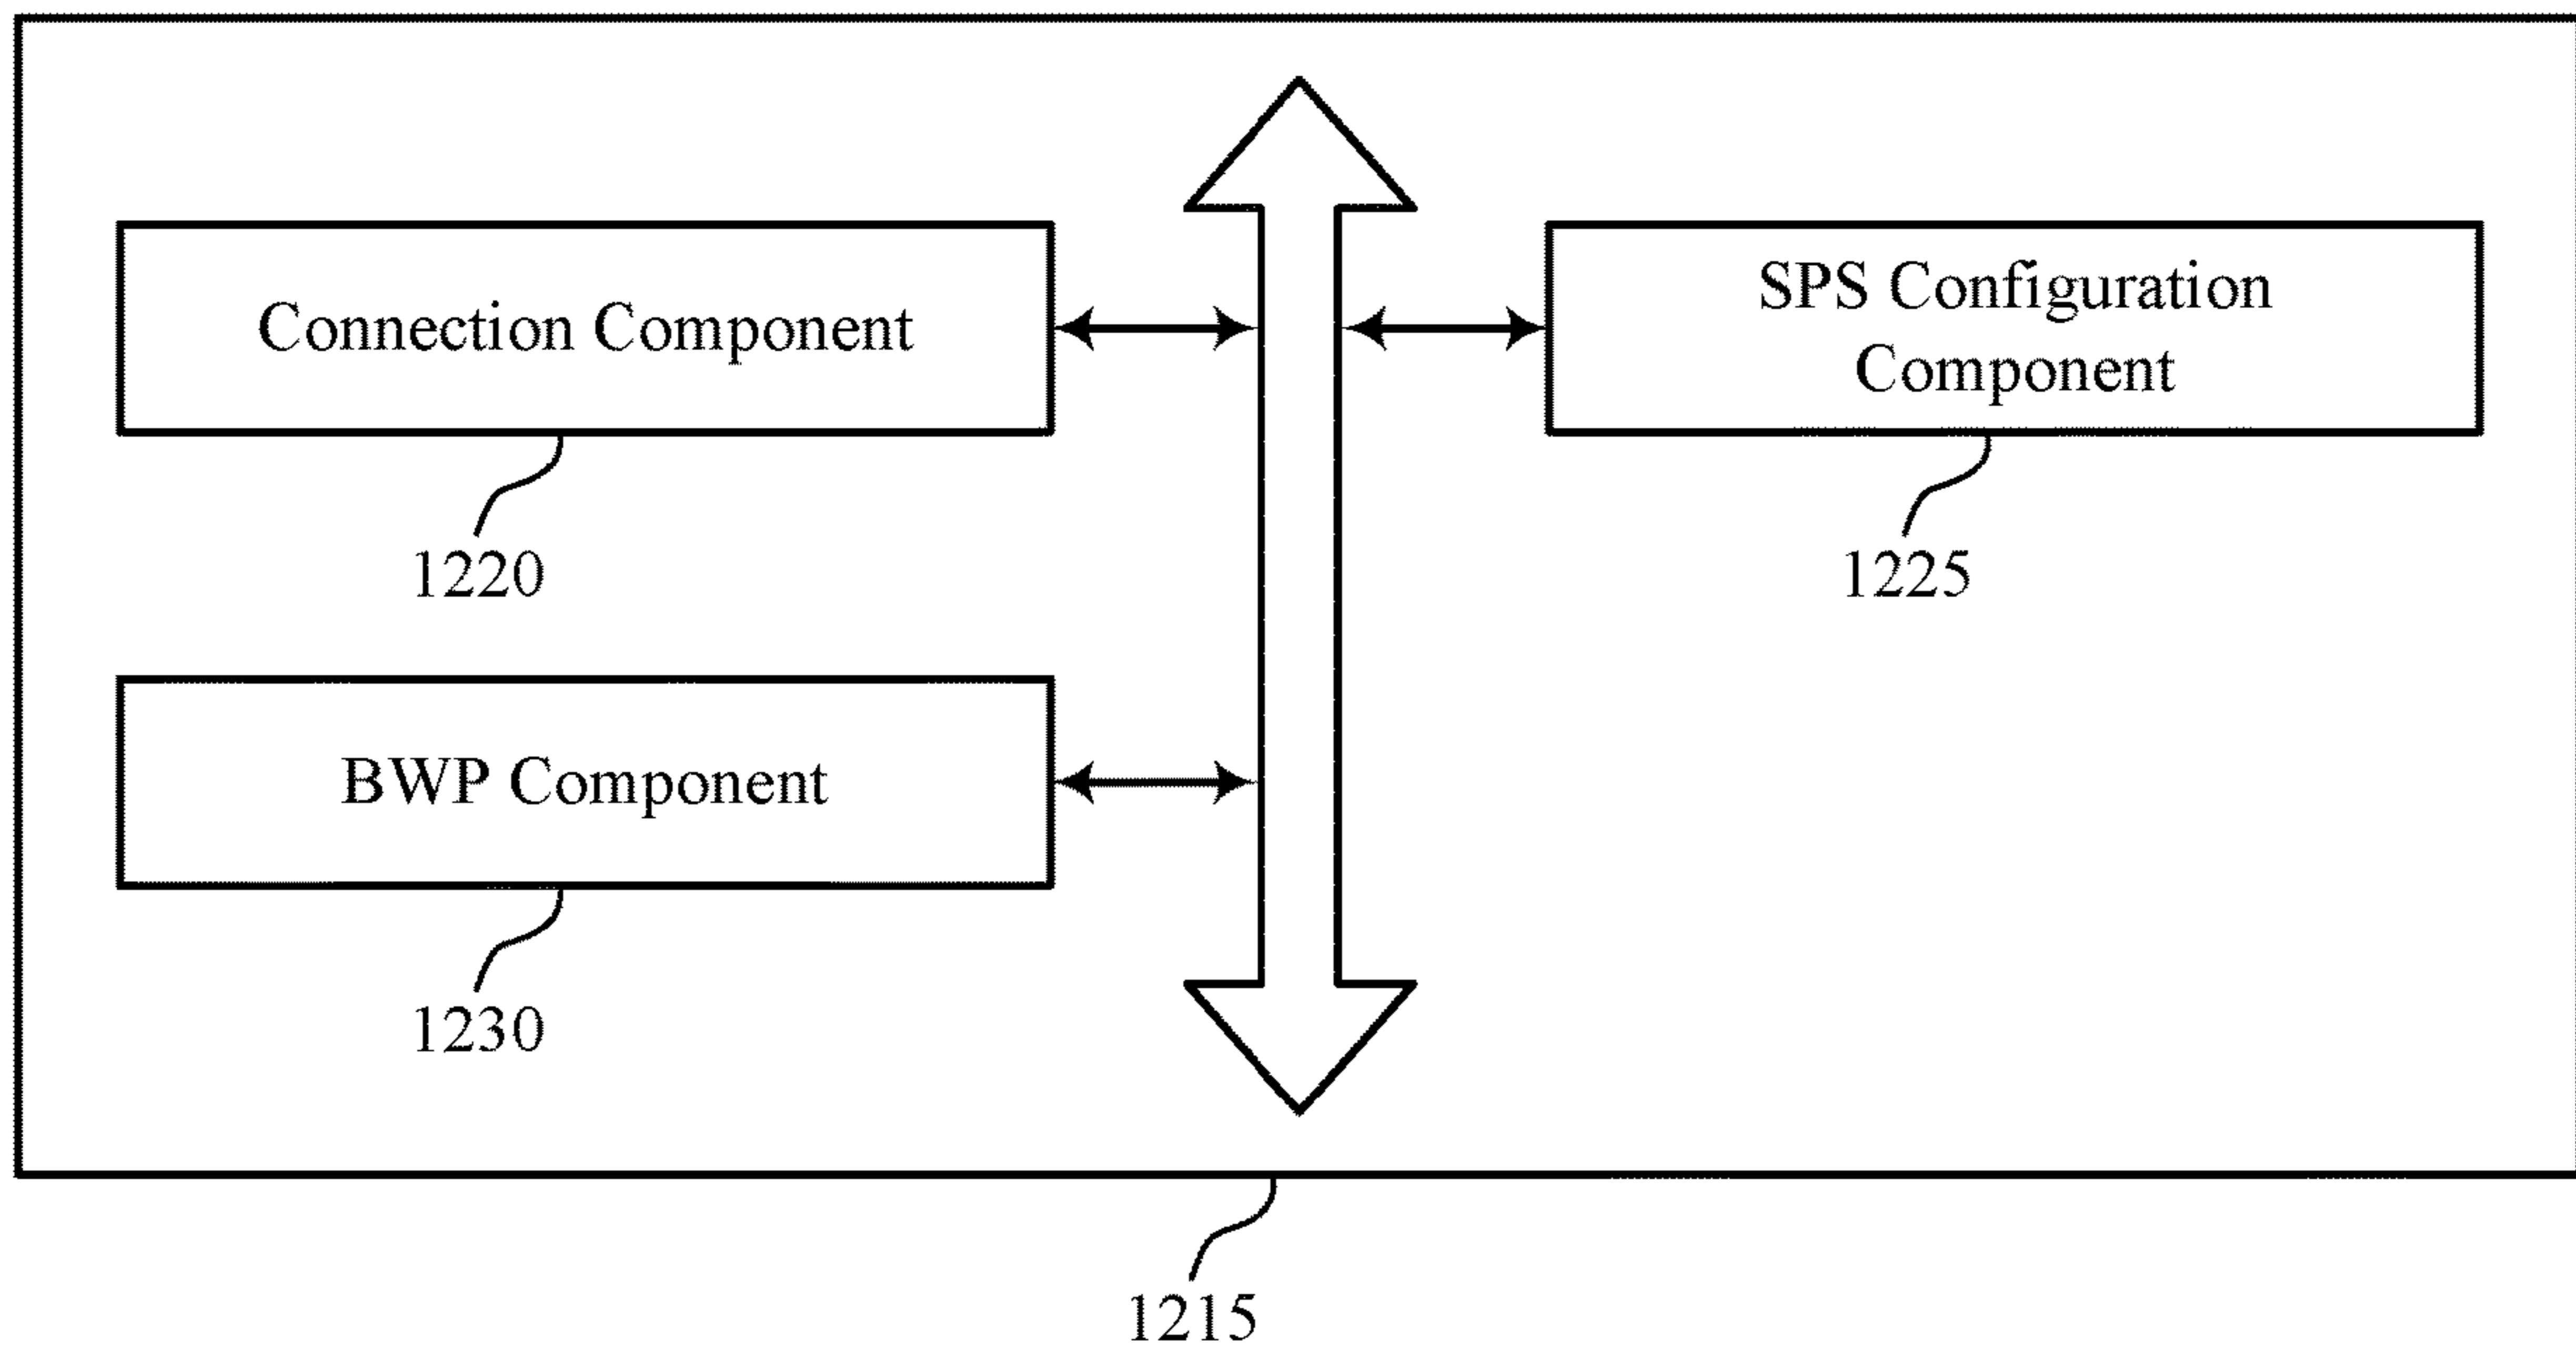 Connection Component
SPS Configuration
Component
1220
1225
BWP Component
1230
1215